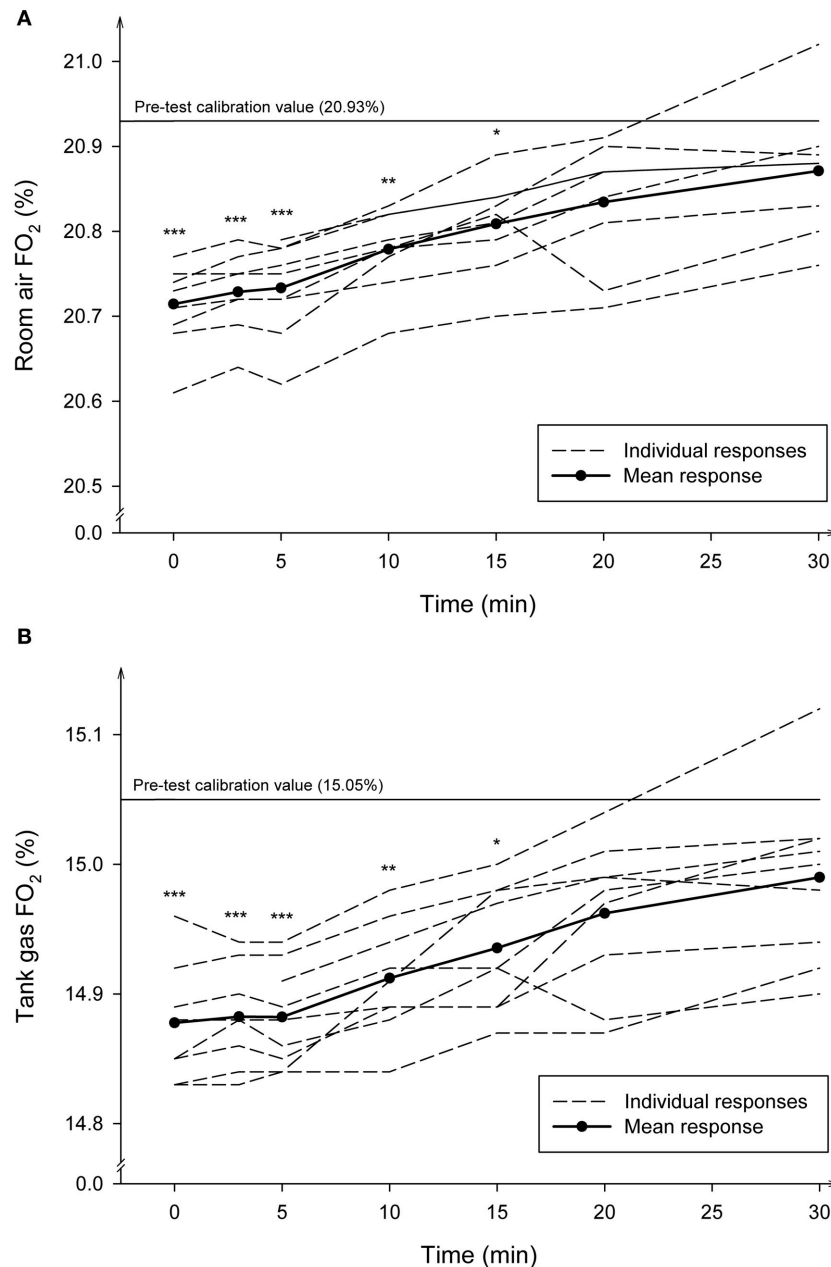 A
21.0
Pre-test calibration value (20.93%)
20.9
20.8
20.7
20.6
20.5
0.0
Room air FO₂ (%)
*** *** *** ** *
Individual responses
Mean response
0 5 10 15 20 25 30
Time (min)
B
15.1
Pre-test calibration value (15.05%)
15.0
14.9
14.8
0.0
Tank gas FO₂ (%)
*** *** *** ** *
Individual responses
Mean response
0 5 10 15 20 25 30
Time (min)